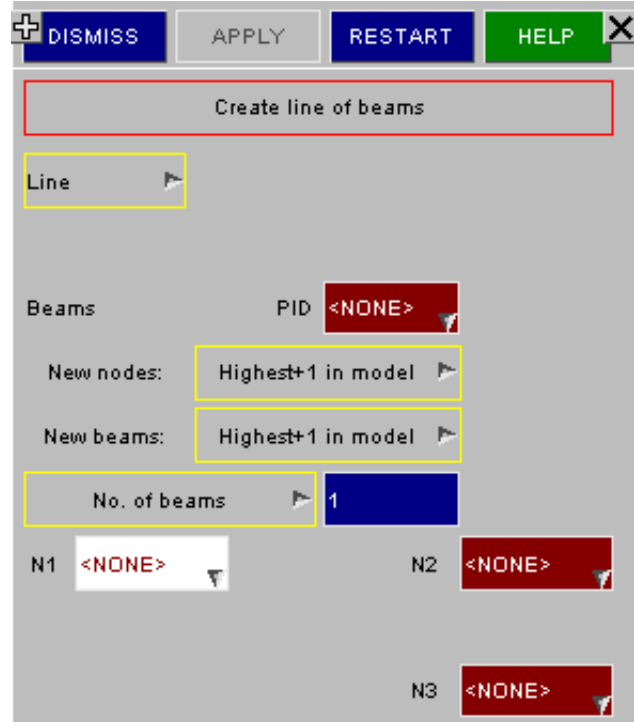 DISMISS APPLY RESTART HELP
Create line of beams
Line
Beams PID <NONE>
New nodes: Highest+1 in model
New beams: Highest+1 in model
No. of beams 1
N1 <NONE> N2 <NONE>
N3 <NONE>